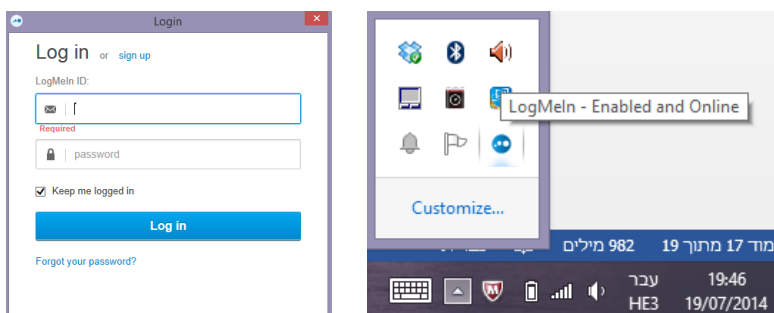 Login
Log in or sign up
LogMeIn ID:
Required
password
Keep me logged in
Log in
Forgot your password?
LogMeIn - Enabled and Online
Customize...
מוד 17 מתוך 19 982 מילים
עבר 19:46
HE3 19/07/2014